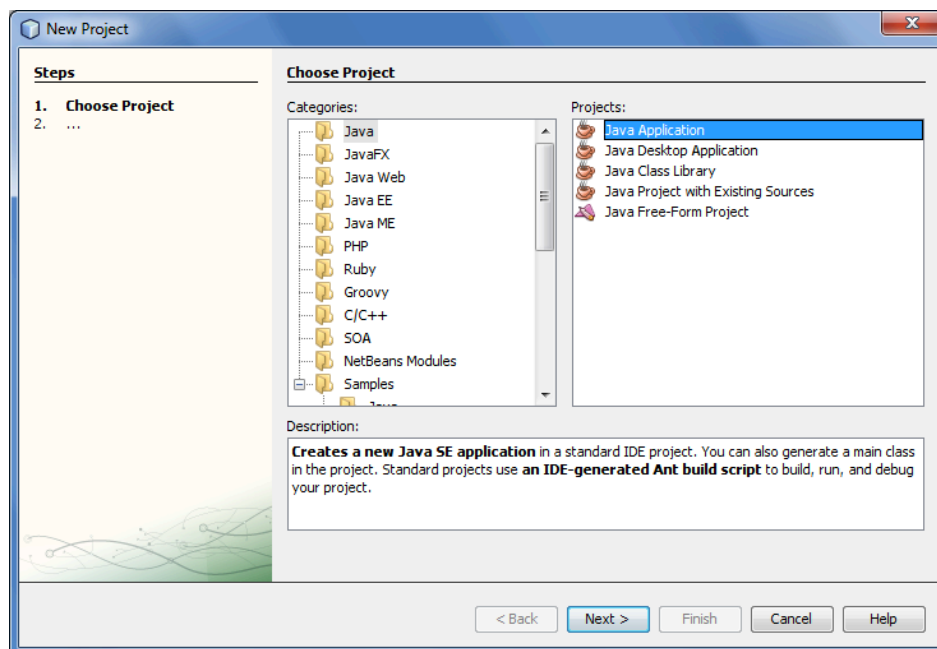 New Project
Steps
1. Choose Project
2. ...
Choose Project
Categories:
Java
JavaFX
Java Web
Java EE
Java ME
PHP
Ruby
Groovy
C/C++
SOA
NetBeans Modules
Samples
Projects:
Java Application
Java Desktop Application
Java Class Library
Java Project with Existing Sources
Java Free-Form Project
Description:
Creates a new Java SE application in a standard IDE project. You can also generate a main class
in the project. Standard projects use an IDE-generated Ant build script to build, run, and debug
your project.
< Back
Next >
Finish
Cancel
Help